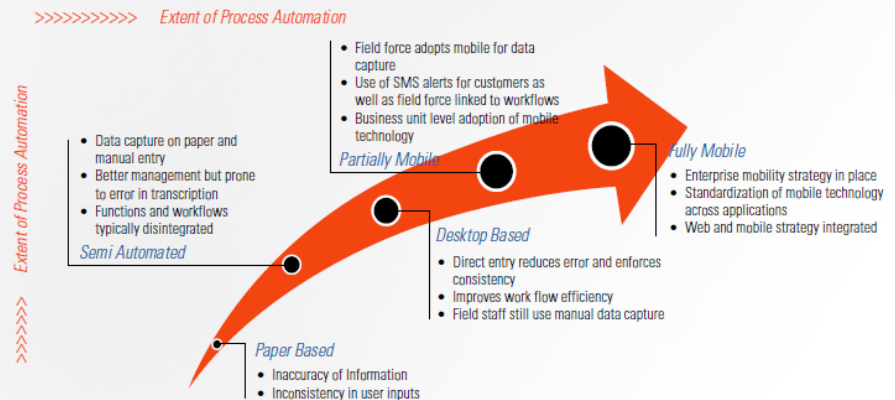 >>>>>>>>>>> Extent of Process Automation
>>>>>>> Extent of Process Automation
• Field force adopts mobile for data
capture
• Use of SMS alerts for customers as
well as field force linked to workflows
• Business unit level adoption of mobile
technology
Partially Mobile
• Data capture on paper and
manual entry
• Better management but prone
to error in transcription
• Functions and workflows
typically disintegrated
Semi Automated
Fully Mobile
• Enterprise mobility strategy in place
• Standardization of mobile technology
across applications
• Web and mobile strategy integrated
Desktop Based
• Direct entry reduces error and enforces
consistency
• Improves work flow efficiency
• Field staff still use manual data capture
Paper Based
• Inaccuracy of Information
• Inconsistency in user inputs